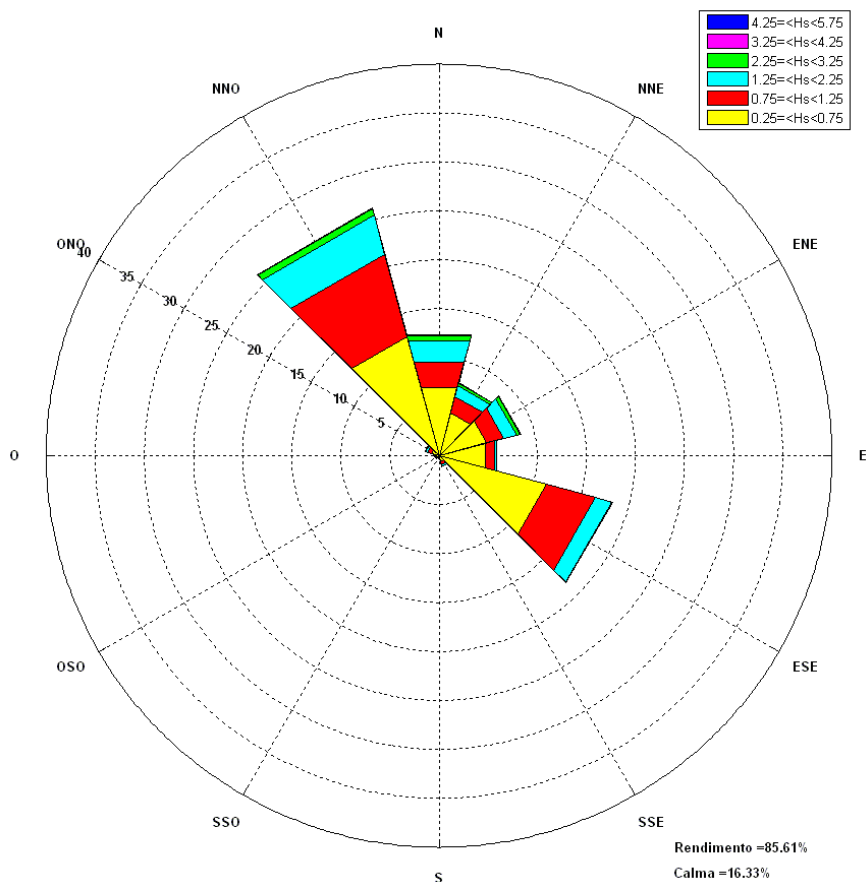 4.25=<Hs<5.75
3.25=<Hs<4.25
2.25=<Hs<3.25
1.25=<Hs<2.25
0.75=<Hs<1.25
0.25=<Hs<0.75
N
NNO
NNE
ONO
ENE
40
35
30
25
20
15
10
5
O
E
OSO
ESE
SSO
SSE
S
Rendimento =85.61%
Calma =16.33%